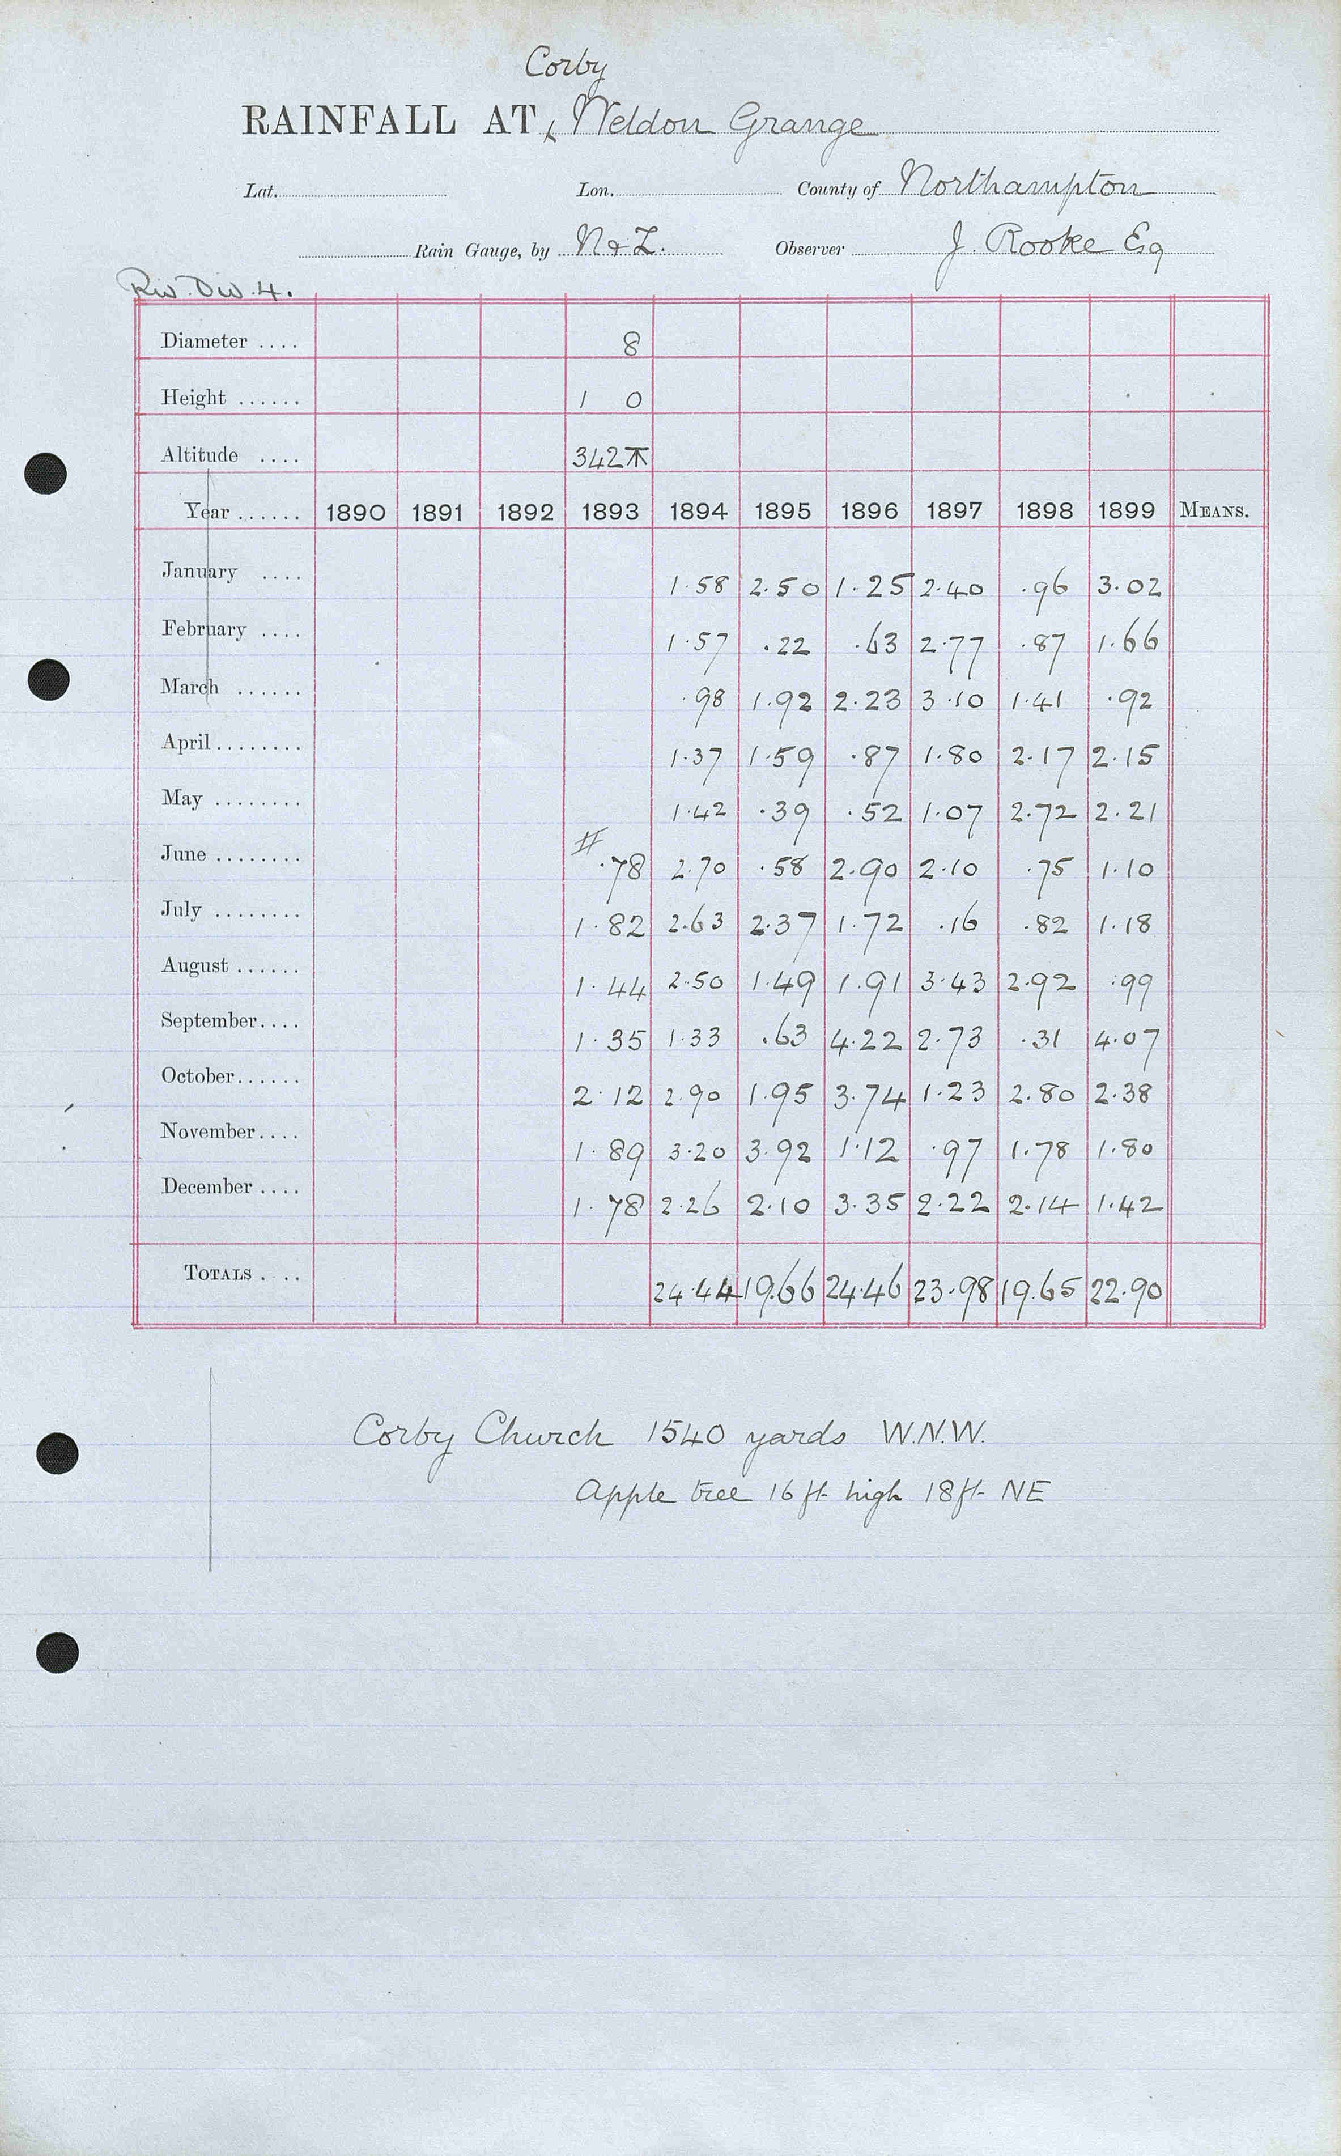 Corby
RAINFALL AT Weldon Grange
Lat. Lon. County of Northampton
Rain Gauge, by N & Z. Observer J. Rooke Esq
Riv. Div. 4.
Diameter .... 8
Height ...... 1 0
Altitude .... 342
Year ...... 1890 1891 1892 1893 1894 1895 1896 1897 1898 1899 MEANS.
January .... 1.58 2.50 1.25 2.40 .96 3.02
February .... 1.57 .22 .63 2.77 .87 1.66
March ...... .98 1.92 2.23 3.10 1.41 .92
April ........ 1.37 1.59 .87 1.80 2.17 2.15
May ........ 1.42 .39 .52 1.07 2.72 2.21
June ........ # .78 2.70 .58 2.90 2.10 .75 1.10
July ........ 1.82 2.63 2.37 1.72 .16 .82 1.18
August ...... 1.44 2.50 1.49 1.91 3.43 2.92 .99
September.... 1.35 1.33 .63 4.22 2.73 .31 4.07
October...... 2.12 2.90 1.95 3.74 1.23 2.80 2.38
November.... 1.89 3.20 3.92 1.12 .97 1.78 1.80
December .... 1.78 2.26 2.10 3.35 2.22 2.14 1.42
TOTALS .... 24.44 19.66 24.46 23.98 19.65 22.90
Corby Church 1540 yards W.N.W.
Apple tree 16 ft. high 18 ft. NE